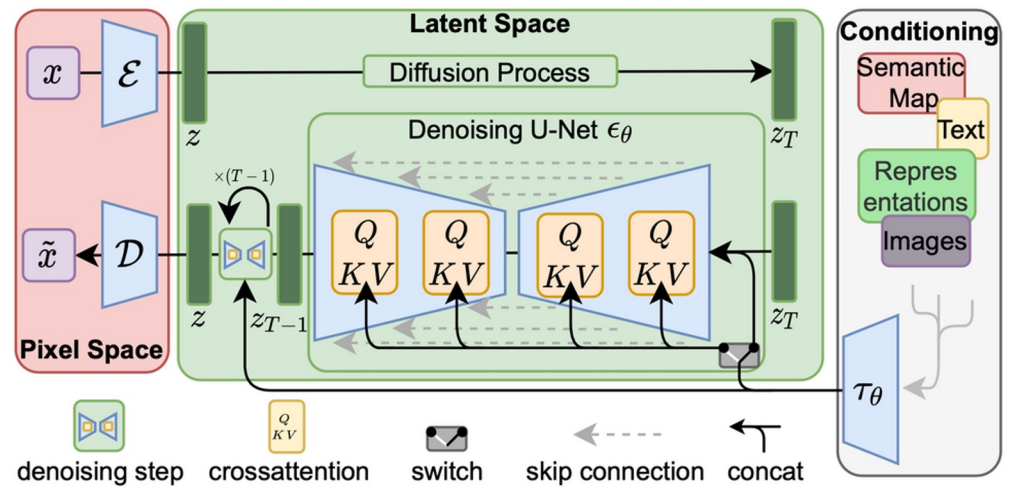 Latent Space
Conditioning
x
ℰ
z
Diffusion Process
z_T
Semantic
Map
Text
Repres
entations
Images
Denoising U-Net ϵ_θ
×(T − 1)
x̃
𝒟
z
z_{T−1}
Q
KV
Q
KV
Q
KV
Q
KV
z_T
Pixel Space
τ_θ
Q
KV
denoising step
crossattention
switch
skip connection
concat